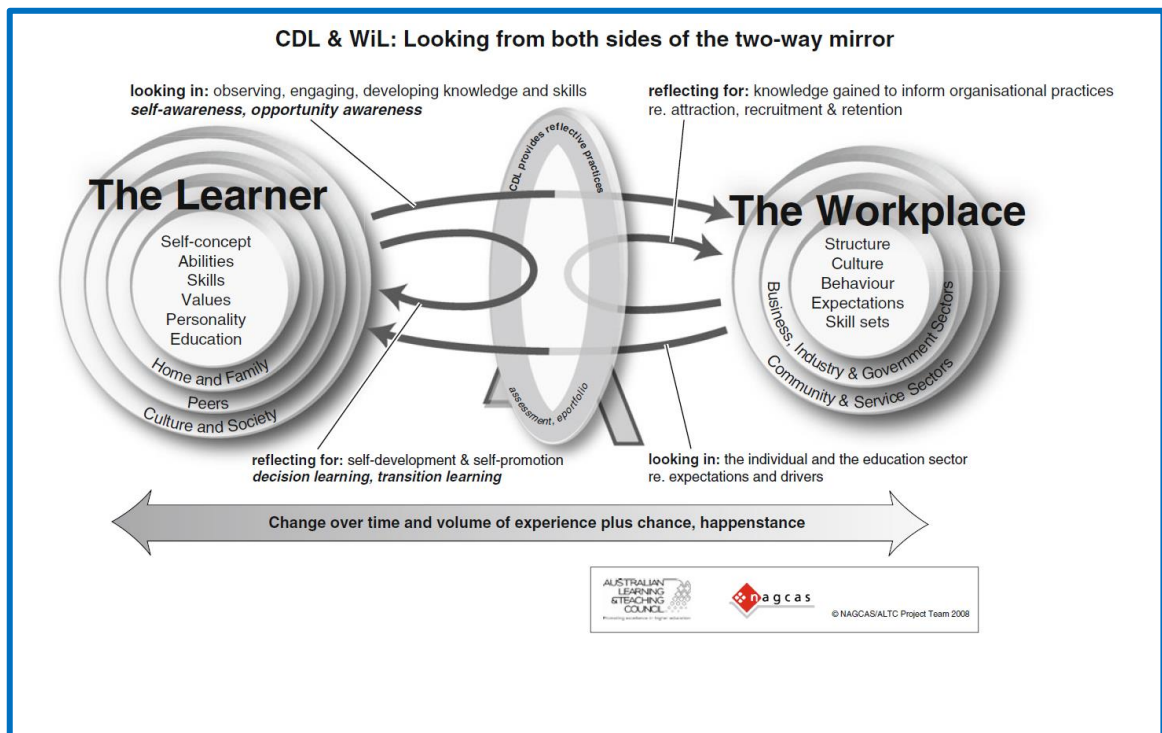 CDL & WiL: Looking from both sides of the two-way mirror
looking in: observing, engaging, developing knowledge and skills
self-awareness, opportunity awareness
reflecting for: knowledge gained to inform organisational practices
re. attraction, recruitment & retention
CDL provides reflective practices
assessment, eportfolio
The Learner
Self-concept
Abilities
Skills
Values
Personality
Education
Home and Family
Peers
Culture and Society
The Workplace
Structure
Culture
Behaviour
Expectations
Skill sets
Business, Industry & Government Sectors
Community & Service Sectors
reflecting for: self-development & self-promotion
decision learning, transition learning
looking in: the individual and the education sector
re. expectations and drivers
Change over time and volume of experience plus chance, happenstance
AUSTRALIAN
LEARNING
&TEACHING
COUNCIL
Promoting excellence in higher education
nagcas
© NAGCAS/ALTC Project Team 2008